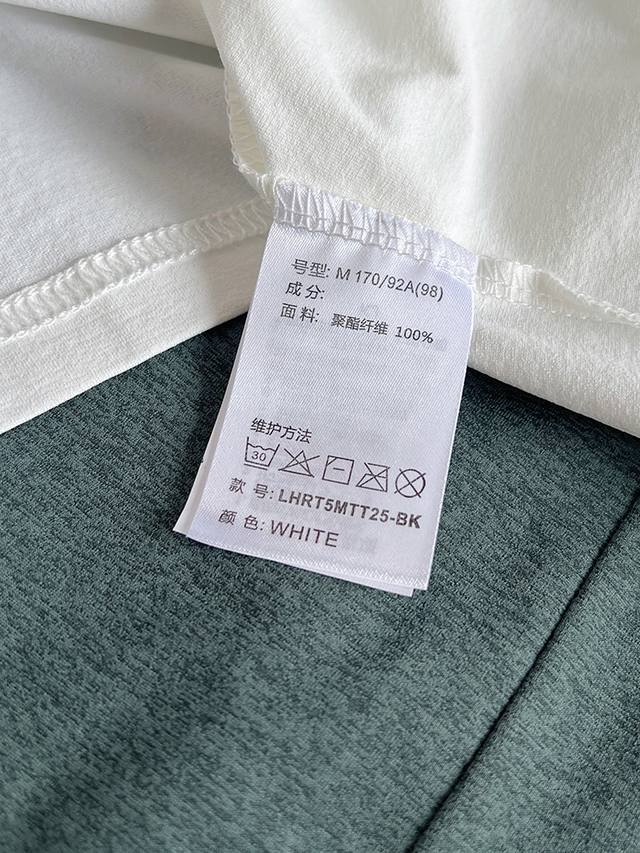 号型: M 170/92A(98)
成分:
面料: 聚酯纤维 100%
维护方法
30
款 号: LHRT5MTT25-BK
颜 色: WHITE